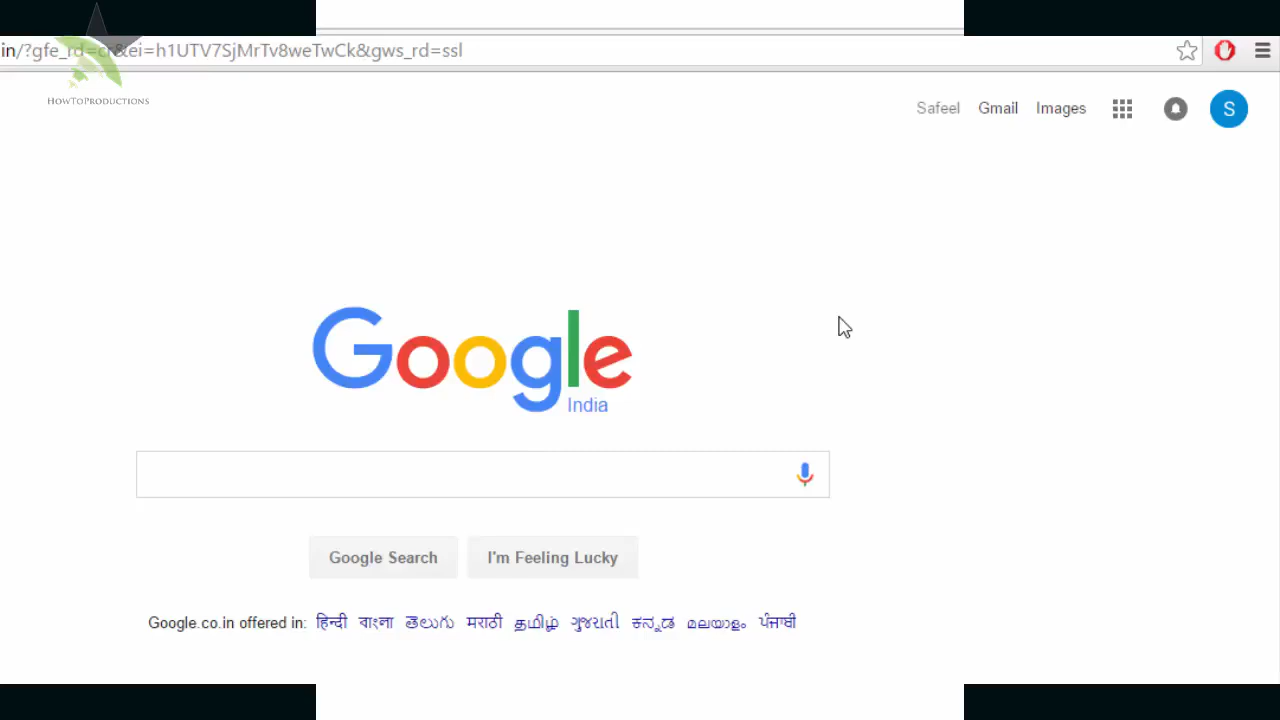 in/?gfe_rd=cr&ei=h1UTV7SjMrTv8weTwCk&gws_rd=ssl
HowToProductions
Safeel Gmail Images S
Google
India
Google Search I'm Feeling Lucky
Google.co.in offered in: हिन्दी বাংলা తెలుగు मराठी தமிழ் ગુજરાતી ಕನ್ನಡ മലയാളം ਪੰਜਾਬੀ